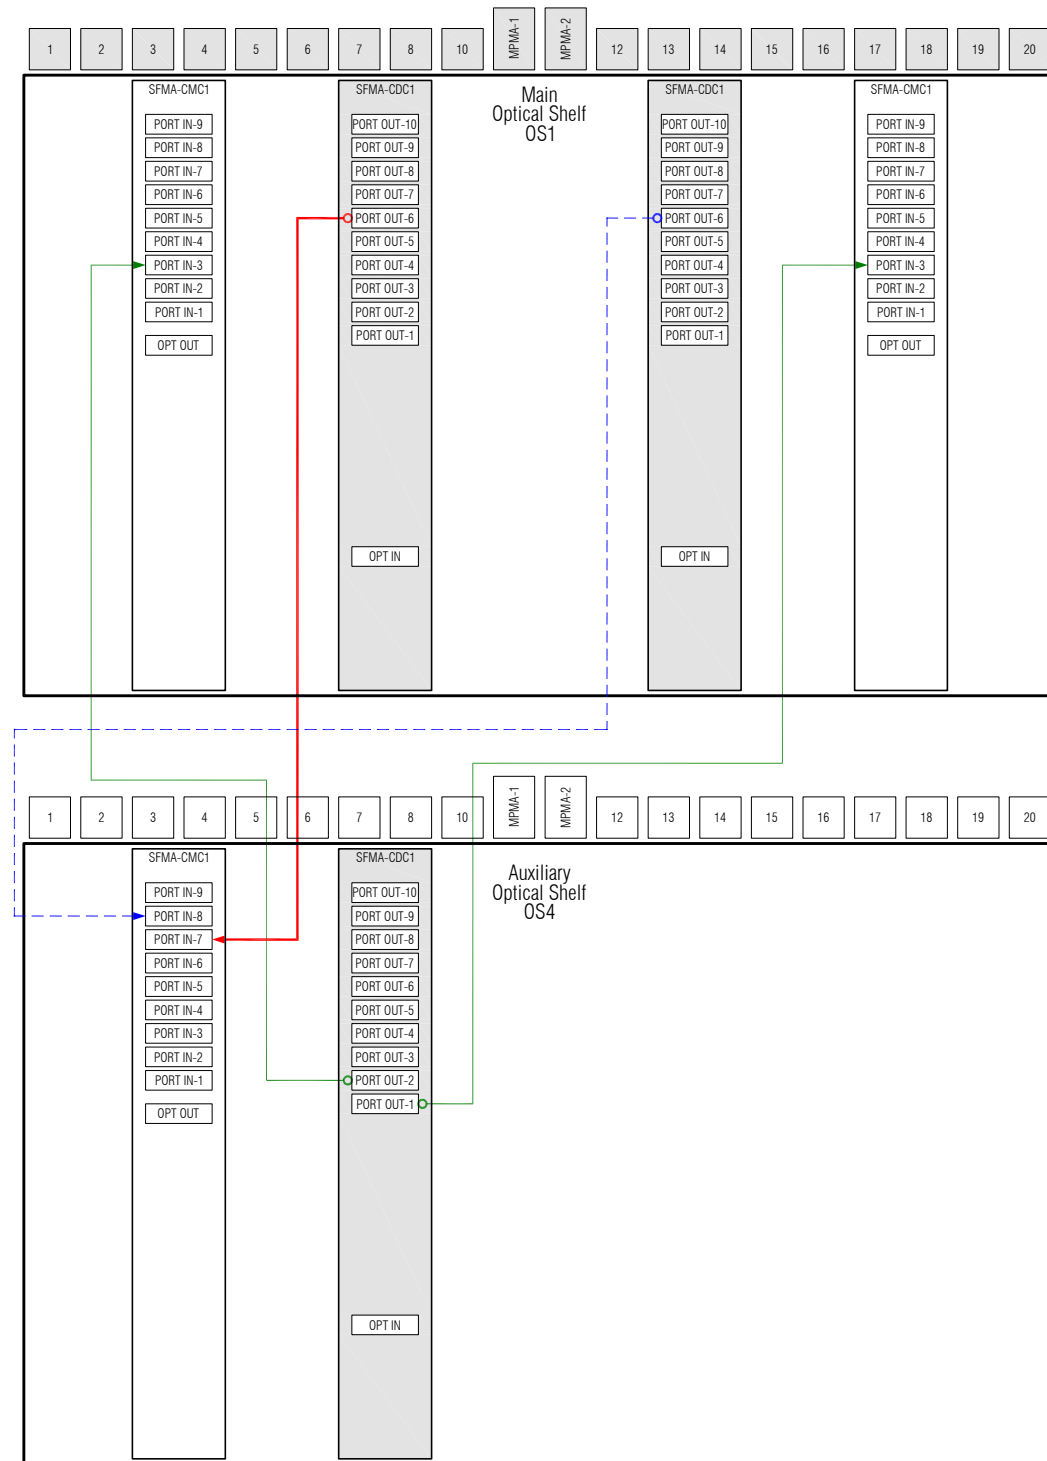 1
2
3
4
5
6
7
8
10
MPMA-1
MPMA-2
12
13
14
15
16
17
18
19
20
SFMA-CMC1
PORT IN-9
PORT IN-8
PORT IN-7
PORT IN-6
PORT IN-5
PORT IN-4
PORT IN-3
PORT IN-2
PORT IN-1
OPT OUT
SFMA-CDC1
PORT OUT-10
PORT OUT-9
PORT OUT-8
PORT OUT-7
PORT OUT-6
PORT OUT-5
PORT OUT-4
PORT OUT-3
PORT OUT-2
PORT OUT-1
OPT IN
Main
Optical Shelf
OS1
SFMA-CDC1
PORT OUT-10
PORT OUT-9
PORT OUT-8
PORT OUT-7
PORT OUT-6
PORT OUT-5
PORT OUT-4
PORT OUT-3
PORT OUT-2
PORT OUT-1
OPT IN
SFMA-CMC1
PORT IN-9
PORT IN-8
PORT IN-7
PORT IN-6
PORT IN-5
PORT IN-4
PORT IN-3
PORT IN-2
PORT IN-1
OPT OUT
1
2
3
4
5
6
7
8
10
MPMA-1
MPMA-2
12
13
14
15
16
17
18
19
20
SFMA-CMC1
PORT IN-9
PORT IN-8
PORT IN-7
PORT IN-6
PORT IN-5
PORT IN-4
PORT IN-3
PORT IN-2
PORT IN-1
OPT OUT
SFMA-CDC1
PORT OUT-10
PORT OUT-9
PORT OUT-8
PORT OUT-7
PORT OUT-6
PORT OUT-5
PORT OUT-4
PORT OUT-3
PORT OUT-2
PORT OUT-1
OPT IN
Auxiliary
Optical Shelf
OS4